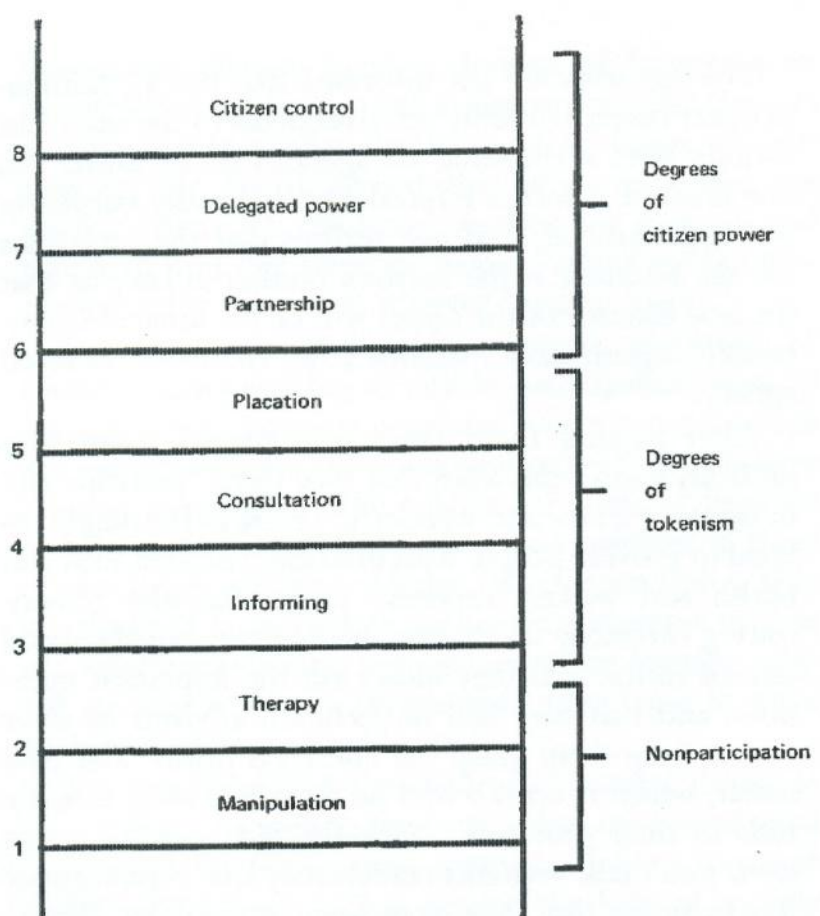 Citizen control
8
Delegated power
7
Partnership
6
Placation
5
Consultation
4
Informing
3
Therapy
2
Manipulation
1
Degrees
of
citizen power
Degrees
of
tokenism
Nonparticipation